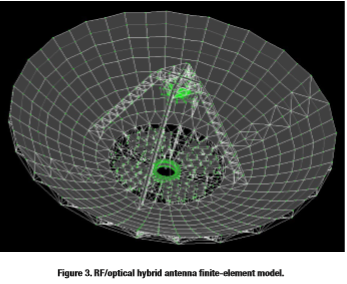 Figure 3. RF/optical hybrid antenna finite-element model.